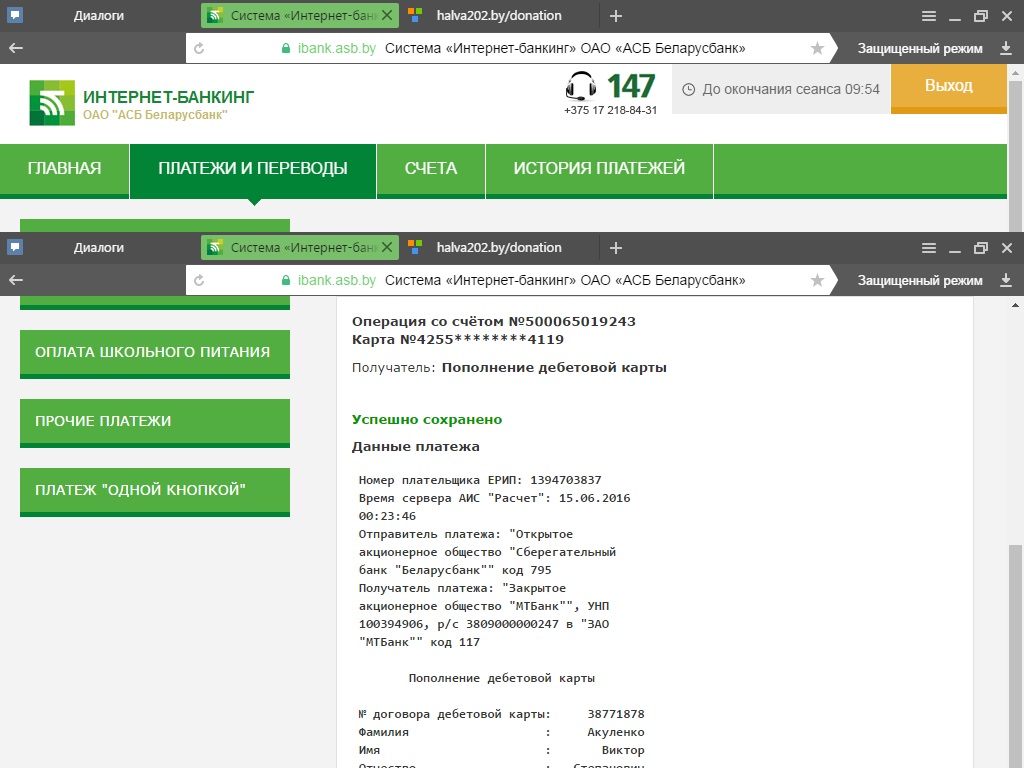 Диалоги
Система «Интернет-банк
halva202.by/donation
ibank.asb.by Система «Интернет-банкинг» ОАО «АСБ Беларусбанк»
Защищенный режим
ИНТЕРНЕТ-БАНКИНГ
ОАО "АСБ Беларусбанк"
147
+375 17 218-84-31
До окончания сеанса 09:54
Выход
ГЛАВНАЯ
ПЛАТЕЖИ И ПЕРЕВОДЫ
СЧЕТА
ИСТОРИЯ ПЛАТЕЖЕЙ
Диалоги
Система «Интернет-банк
halva202.by/donation
ibank.asb.by Система «Интернет-банкинг» ОАО «АСБ Беларусбанк»
Защищенный режим
ОПЛАТА ШКОЛЬНОГО ПИТАНИЯ
ПРОЧИЕ ПЛАТЕЖИ
ПЛАТЕЖ "ОДНОЙ КНОПКОЙ"
Операция со счётом №500065019243
Карта №4255********4119
Получатель: Пополнение дебетовой карты
Успешно сохранено
Данные платежа
Номер плательщика ЕРИП: 1394703837
Время сервера АИС "Расчет": 15.06.2016
00:23:46
Отправитель платежа: "Открытое
акционерное общество "Сберегательный
банк "Беларусбанк"" код 795
Получатель платежа: "Закрытое
акционерное общество "МТБанк"", УНП
100394906, р/с 3809000000247 в "ЗАО
"МТБанк"" код 117
Пополнение дебетовой карты
№ договора дебетовой карты: 38771878
Фамилия : Акуленко
Имя : Виктор
Отчество : Степанович